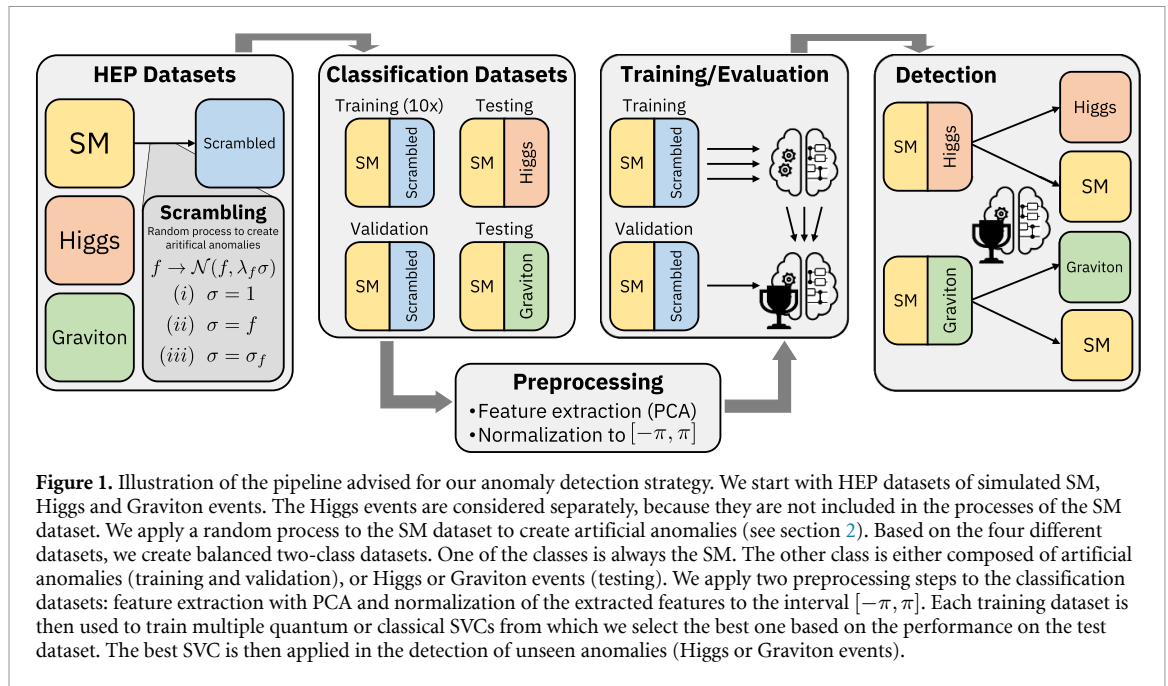 HEP Datasets
SM
Scrambled
Higgs
Graviton
Scrambling
Random process to create
aritifical anomalies
f → 𝒩(f, λ_f σ)
(i) σ = 1
(ii) σ = f
(iii) σ = σ_f
Classification Datasets
Training (10x)
SM
Scrambled
Testing
SM
Higgs
Validation
SM
Scrambled
Testing
SM
Graviton
Preprocessing
•Feature extraction (PCA)
•Normalization to [−π, π]
Training/Evaluation
Training
SM
Scrambled
Validation
SM
Scrambled
Detection
SM
Higgs
Higgs
SM
SM
Graviton
Graviton
SM
Figure 1. Illustration of the pipeline advised for our anomaly detection strategy. We start with HEP datasets of simulated SM,
Higgs and Graviton events. The Higgs events are considered separately, because they are not included in the processes of the SM
dataset. We apply a random process to the SM dataset to create artificial anomalies (see section 2). Based on the four different
datasets, we create balanced two-class datasets. One of the classes is always the SM. The other class is either composed of artificial
anomalies (training and validation), or Higgs or Graviton events (testing). We apply two preprocessing steps to the classification
datasets: feature extraction with PCA and normalization of the extracted features to the interval [−π, π]. Each training dataset is
then used to train multiple quantum or classical SVCs from which we select the best one based on the performance on the test
dataset. The best SVC is then applied in the detection of unseen anomalies (Higgs or Graviton events).